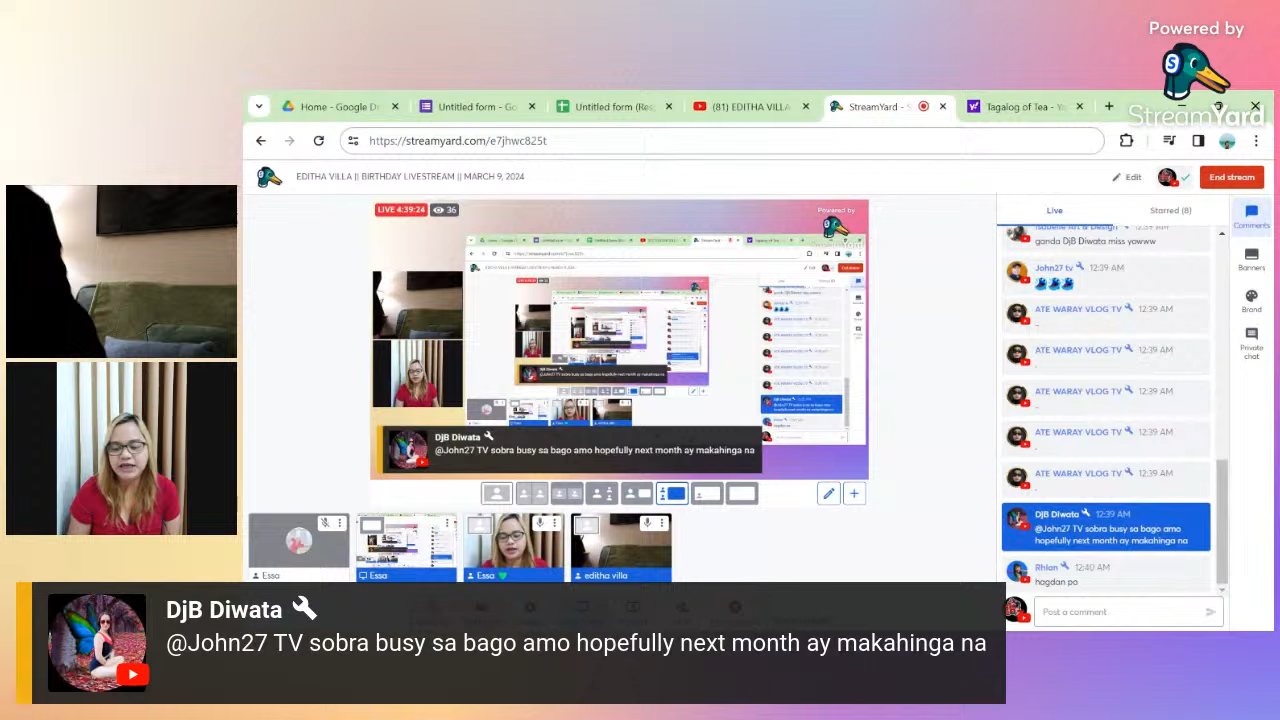 Powered by
StreamYard
Home - Google D
Untitled form - Go
Untitled form (Res
(81) EDITHA VILLA
StreamYard - S
Tagalog of Tea - Ya
https://streamyard.com/e7jhwc825t
EDITHA VILLA || BIRTHDAY LIVESTREAM || MARCH 9, 2024
Edit
End stream
LIVE 4:39:24
36
Powered by
Live
Starred (8)
Comments
Banners
Brand
Private chat
Isabelle Art & Design
ganda DjB Diwata miss yowww
John27 tv 12:39 AM
ATE WARAY VLOG TV 12:39 AM
.
ATE WARAY VLOG TV 12:39 AM
.
ATE WARAY VLOG TV 12:39 AM
.
ATE WARAY VLOG TV 12:39 AM
.
ATE WARAY VLOG TV 12:39 AM
.
DjB Diwata 12:39 AM
@John27 TV sobra busy sa bago amo
hopefully next month ay makahinga na
Rhian 12:40 AM
hagdan po
Post a comment
DjB Diwata
@John27 TV sobra busy sa bago amo hopefully next month ay makahinga na
Essa
Essa
Essa 💚
editha villa
DjB Diwata
@John27 TV sobra busy sa bago amo hopefully next month ay makahinga na